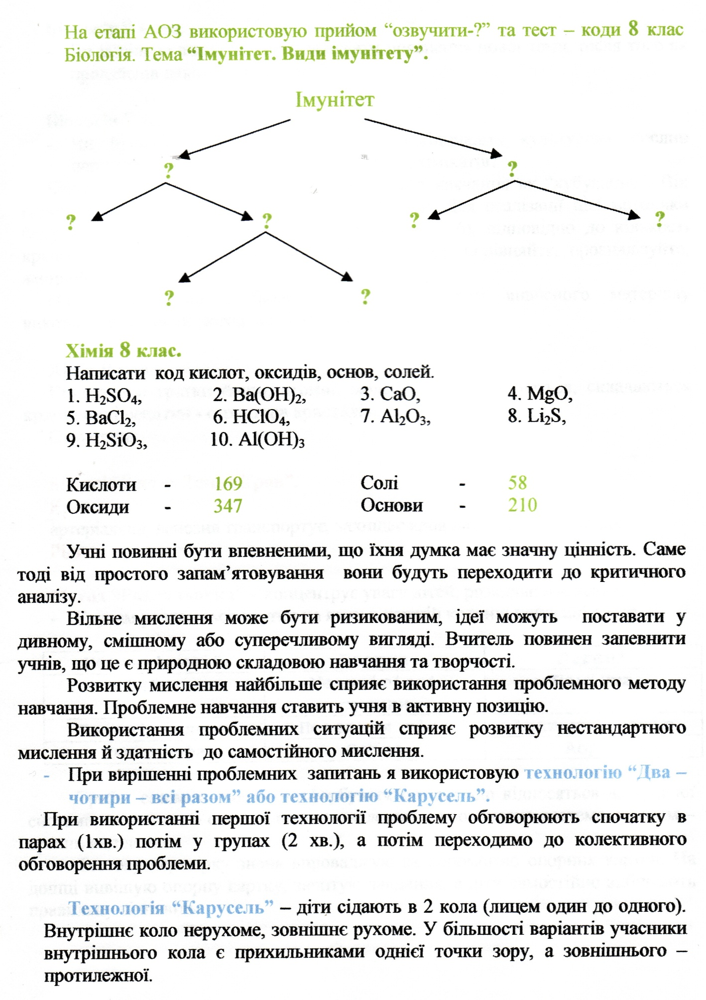 На етапі АОЗ використовую прийом “озвучити-?” та тест – коди 8 клас
Біологія. Тема “Імунітет. Види імунітету”.
Імунітет
? ?
? ? ? ?
? ?
Хімія 8 клас.
Написати код кислот, оксидів, основ, солей.
1. H₂SO₄, 2. Ba(OH)₂, 3. CaO, 4. MgO,
5. BaCl₂, 6. HClO₄, 7. Al₂O₃, 8. Li₂S,
9. H₂SiO₃, 10. Al(OH)₃
Кислоти - 169 Солі - 58
Оксиди - 347 Основи - 210
Учні повинні бути впевненими, що їхня думка має значну цінність. Саме
тоді від простого запам’ятовування вони будуть переходити до критичного
аналізу.
Вільне мислення може бути ризикованим, ідеї можуть поставати у
дивному, смішному або суперечливому вигляді. Вчитель повинен запевнити
учнів, що це є природною складовою навчання та творчості.
Розвитку мислення найбільше сприяє використання проблемного методу
навчання. Проблемне навчання ставить учня в активну позицію.
Використання проблемних ситуацій сприяє розвитку нестандартного
мислення й здатність до самостійного мислення.
- При вирішенні проблемних запитань я використовую технологію “Два –
чотири – всі разом” або технологію “Карусель”.
При використанні першої технології проблему обговорюють спочатку в
парах (1хв.) потім у групах (2 хв.), а потім переходимо до колективного
обговорення проблеми.
Технологія “Карусель” – діти сідають в 2 кола (лицем один до одного).
Внутрішнє коло нерухоме, зовнішнє рухоме. У більшості варіантів учасники
внутрішнього кола є прихильниками однієї точки зору, а зовнішнього –
протилежної.